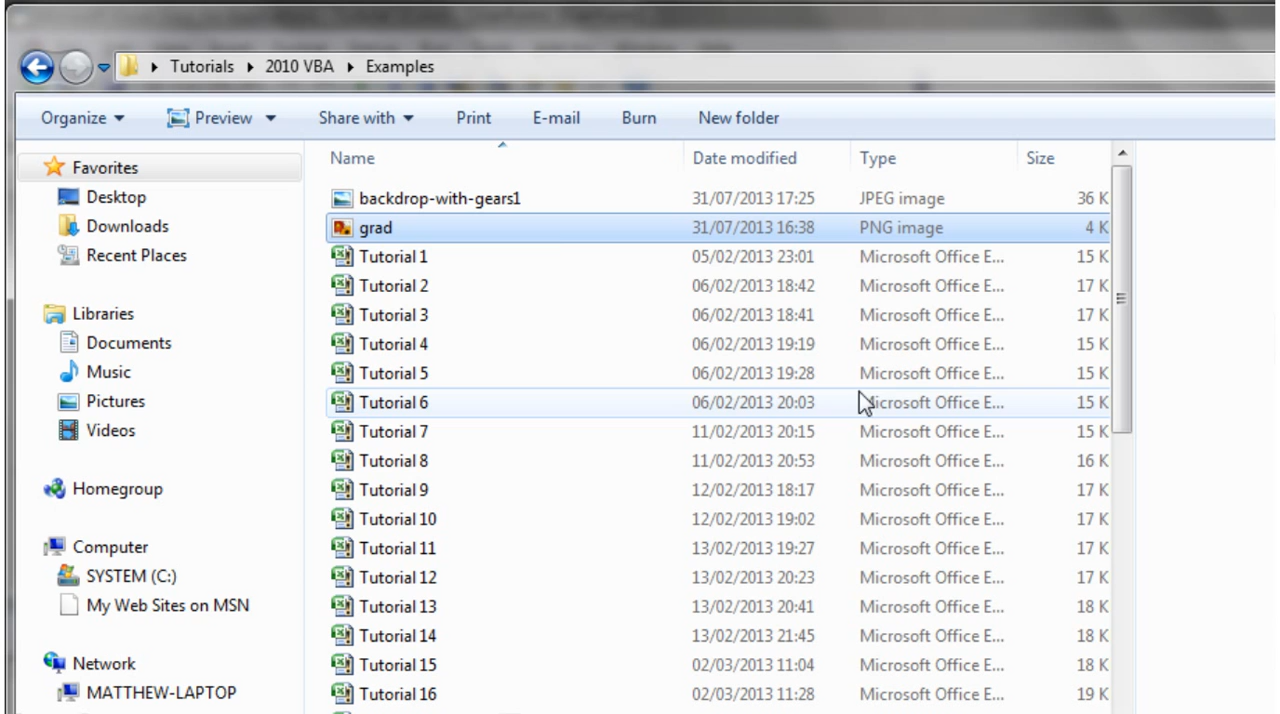 Tutorials 2010 VBA Examples
Organize Preview Share with Print E-mail Burn New folder
Name Date modified Type Size
Favorites
Desktop
Downloads
Recent Places
Libraries
Documents
Music
Pictures
Videos
Homegroup
Computer
SYSTEM (C:)
My Web Sites on MSN
Network
MATTHEW-LAPTOP
backdrop-with-gears1 31/07/2013 17:25 JPEG image 36 K
grad 31/07/2013 16:38 PNG image 4 K
Tutorial 1 05/02/2013 23:01 Microsoft Office E... 15 K
Tutorial 2 06/02/2013 18:42 Microsoft Office E... 17 K
Tutorial 3 06/02/2013 18:41 Microsoft Office E... 17 K
Tutorial 4 06/02/2013 19:19 Microsoft Office E... 15 K
Tutorial 5 06/02/2013 19:28 Microsoft Office E... 15 K
Tutorial 6 06/02/2013 20:03 Microsoft Office E... 15 K
Tutorial 7 11/02/2013 20:15 Microsoft Office E... 15 K
Tutorial 8 11/02/2013 20:53 Microsoft Office E... 16 K
Tutorial 9 12/02/2013 18:17 Microsoft Office E... 17 K
Tutorial 10 12/02/2013 19:02 Microsoft Office E... 17 K
Tutorial 11 13/02/2013 19:27 Microsoft Office E... 17 K
Tutorial 12 13/02/2013 20:23 Microsoft Office E... 17 K
Tutorial 13 13/02/2013 20:41 Microsoft Office E... 18 K
Tutorial 14 13/02/2013 21:45 Microsoft Office E... 18 K
Tutorial 15 02/03/2013 11:04 Microsoft Office E... 18 K
Tutorial 16 02/03/2013 11:28 Microsoft Office E... 19 K